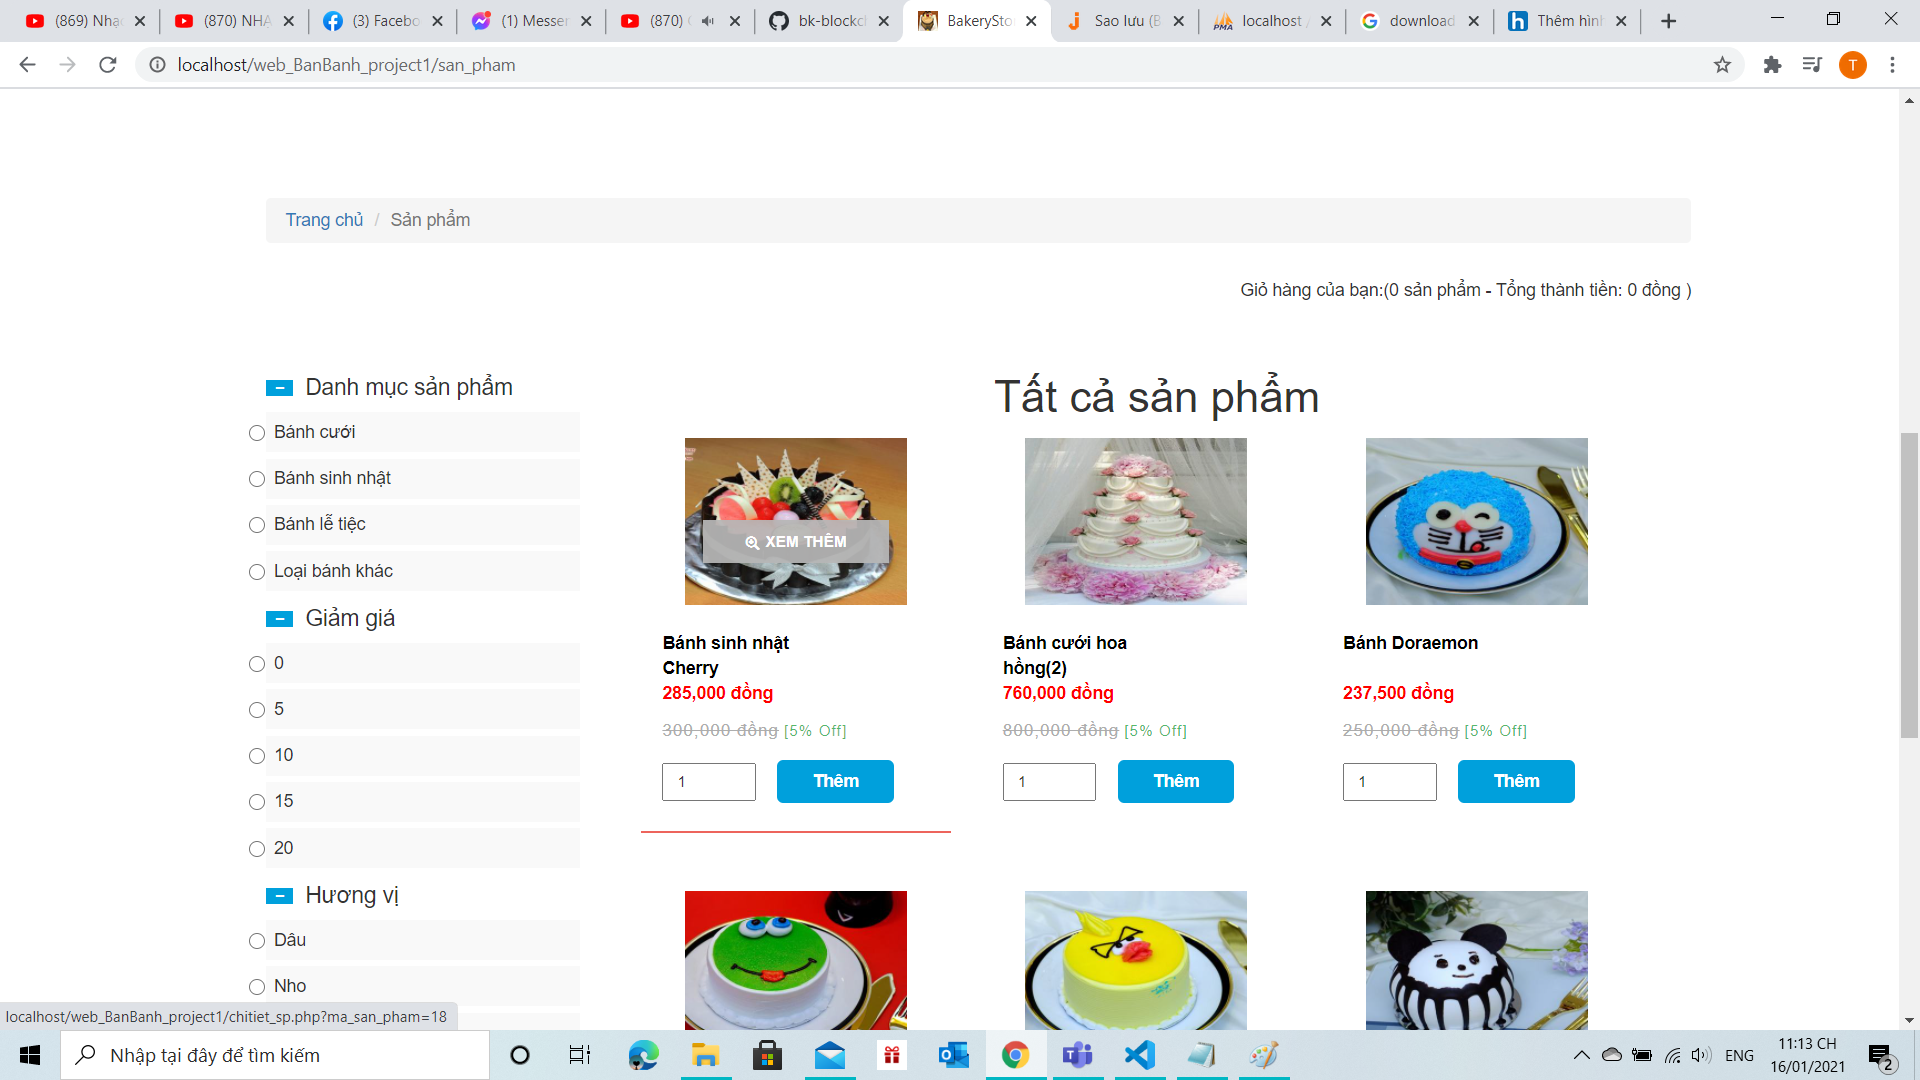 (869) Nhạc
(870) NHẠ
(3) Facebo
(1) Messen
(870)
bk-blockch
BakerySto
Sao lưu (B
localhost /
download
Thêm hình
localhost/web_BanBanh_project1/san_pham
T
Trang chủ / Sản phẩm
Giỏ hàng của bạn:(0 sản phẩm - Tổng thành tiền: 0 đồng )
Danh mục sản phẩm
Bánh cưới
Bánh sinh nhật
Bánh lễ tiệc
Loại bánh khác
Giảm giá
0
5
10
15
20
Hương vị
Dâu
Nho
Tất cả sản phẩm
XEM THÊM
Bánh sinh nhật
Cherry
285,000 đồng
300,000 đồng [5% Off]
1 Thêm
Bánh cưới hoa
hồng(2)
760,000 đồng
800,000 đồng [5% Off]
1 Thêm
Bánh Doraemon
237,500 đồng
250,000 đồng [5% Off]
1 Thêm
localhost/web_BanBanh_project1/chitiet_sp.php?ma_san_pham=18
Nhập tại đây để tìm kiếm
ENG
11:13 CH
16/01/2021
2